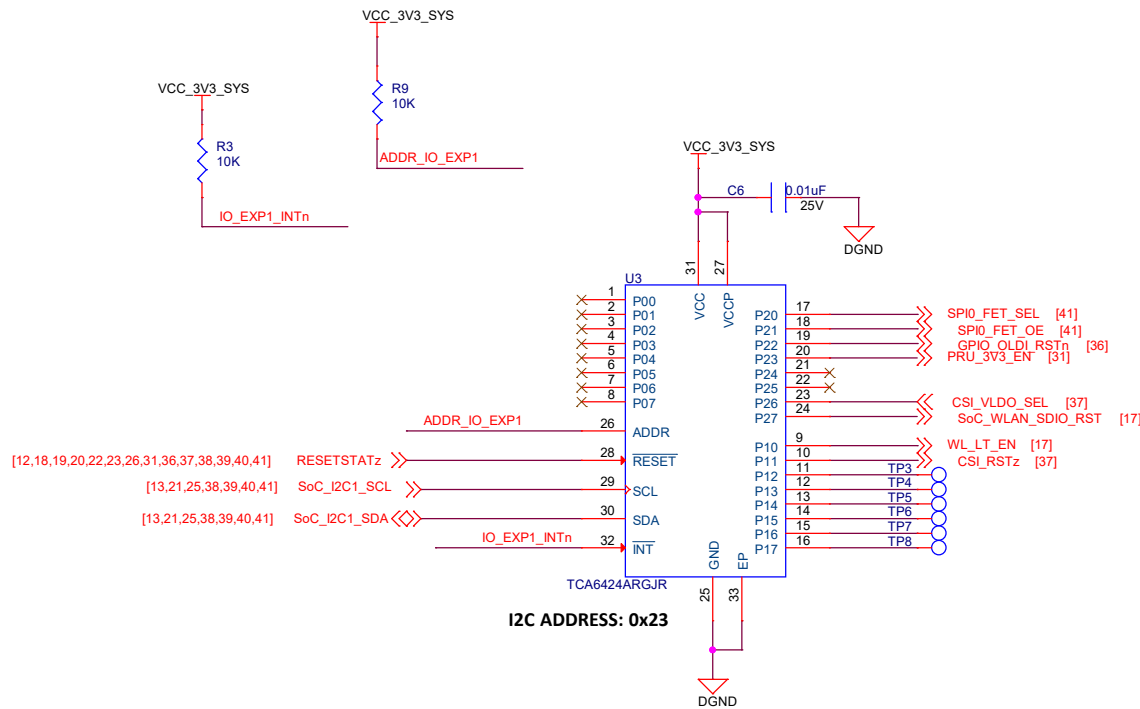 VCC_3V3_SYS
R9
10K
ADDR_IO_EXP1
VCC_3V3_SYS
R3
10K
IO_EXP1_INTn
VCC_3V3_SYS
C6
0.01uF
25V
DGND
31
27
U3
VCC
VCCP
1 P00
2 P01
3 P02
4 P03
5 P04
6 P05
7 P06
8 P07
ADDR_IO_EXP1 26 ADDR
[12,18,19,20,22,23,26,31,36,37,38,39,40,41] RESETSTATz 28 RESET
[13,21,25,38,39,40,41] SoC_I2C1_SCL 29 SCL
[13,21,25,38,39,40,41] SoC_I2C1_SDA 30 SDA
IO_EXP1_INTn 32 INT
P20 17 SPI0_FET_SEL [41]
P21 18 SPI0_FET_OE [41]
P22 19 GPIO_OLDI_RSTn [36]
P23 20 PRU_3V3_EN [31]
P24 21
P25 22
P26 23 CSI_VLDO_SEL [37]
P27 24 SoC_WLAN_SDIO_RST [17]
P10 9 WL_LT_EN [17]
P11 10 CSI_RSTz [37]
P12 11 TP3
P13 12 TP4
P14 13 TP5
P15 14 TP6
P16 15 TP7
P17 16 TP8
GND
EP
TCA6424ARGJR
25
33
I2C ADDRESS: 0x23
DGND